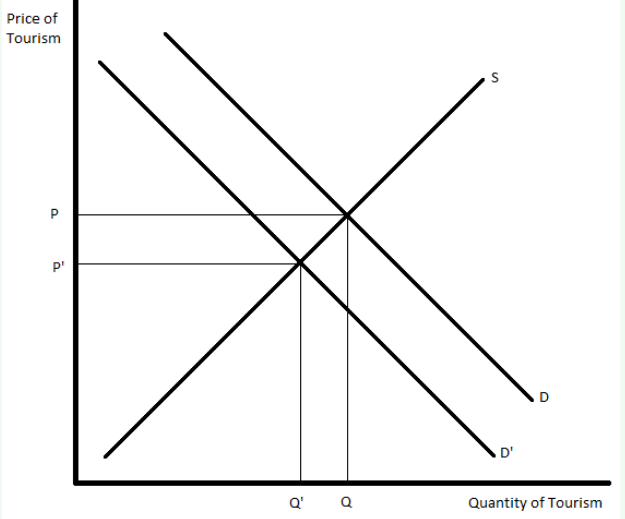 Price of
Tourism
S
P
P'
D
D'
Q'
Q
Quantity of Tourism